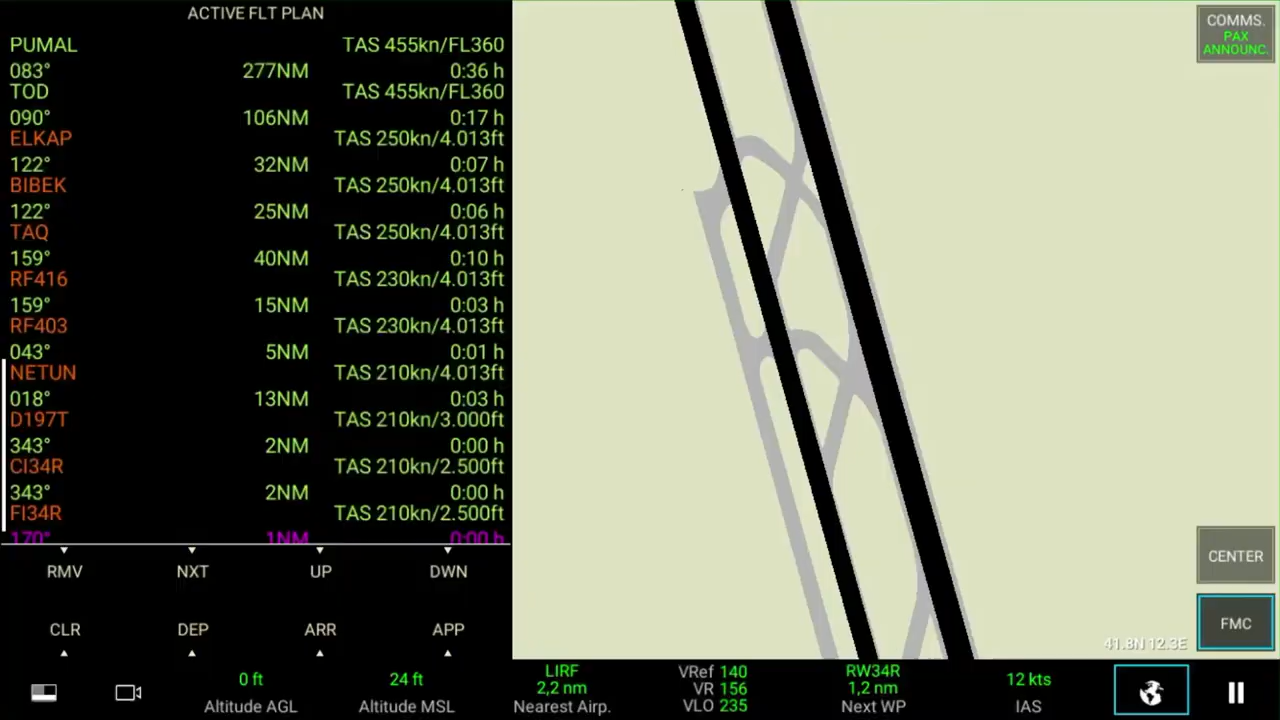 ACTIVE FLT PLAN
PUMAL TAS 455kn/FL360
083° 277NM 0:36 h
TOD TAS 455kn/FL360
090° 106NM 0:17 h
ELKAP TAS 250kn/4.013ft
122° 32NM 0:07 h
BIBEK TAS 250kn/4.013ft
122° 25NM 0:06 h
TAQ TAS 250kn/4.013ft
159° 40NM 0:10 h
RF416 TAS 230kn/4.013ft
159° 15NM 0:03 h
RF403 TAS 230kn/4.013ft
043° 5NM 0:01 h
NETUN TAS 210kn/4.013ft
018° 13NM 0:03 h
D197T TAS 210kn/3.000ft
343° 2NM 0:00 h
CI34R TAS 210kn/2.500ft
343° 2NM 0:00 h
FI34R TAS 210kn/2.500ft
170° 1NM 0:00 h
RMV NXT UP DWN
CLR DEP ARR APP
COMMS.
PAX
ANNOUNC.
CENTER
FMC
41.8N 12.3E
0 ft
Altitude AGL
24 ft
Altitude MSL
LIRF
2,2 nm
Nearest Airp.
VRef 140
VR 156
VLO 235
RW34R
1,2 nm
Next WP
12 kts
IAS